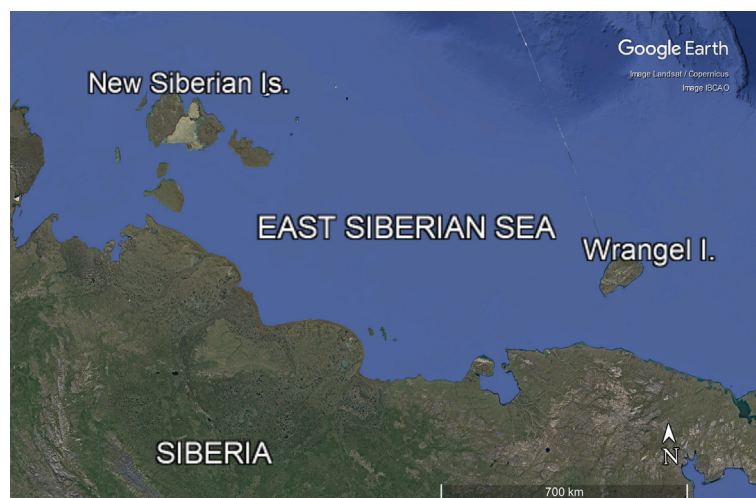 Google Earth
Image Landsat / Copernicus
Image IBCAO
New Siberian Is.
EAST SIBERIAN SEA
Wrangel I.
SIBERIA
N
700 km